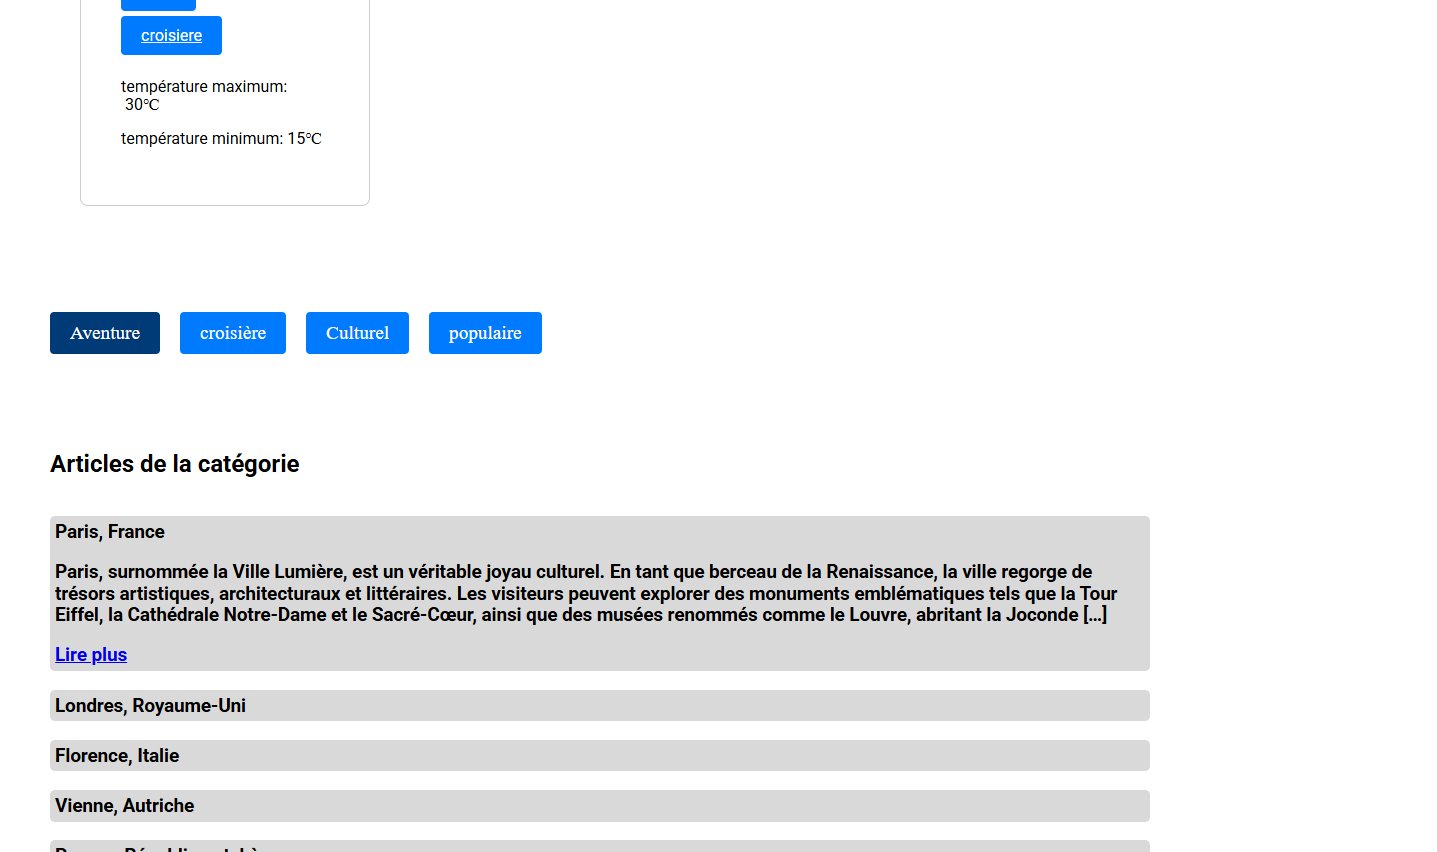 croisiere
température maximum:
30℃
température minimum: 15℃
Aventure croisière Culturel populaire
Articles de la catégorie
Paris, France
Paris, surnommée la Ville Lumière, est un véritable joyau culturel. En tant que berceau de la Renaissance, la ville regorge de
trésors artistiques, architecturaux et littéraires. Les visiteurs peuvent explorer des monuments emblématiques tels que la Tour
Eiffel, la Cathédrale Notre-Dame et le Sacré-Cœur, ainsi que des musées renommés comme le Louvre, abritant la Joconde […]
Lire plus
Londres, Royaume-Uni
Florence, Italie
Vienne, Autriche